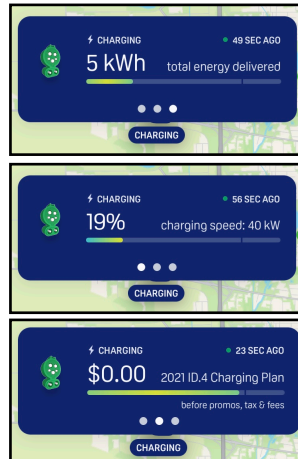 CHARGING 49 SEC AGO
5 kWh total energy delivered
CHARGING
CHARGING 56 SEC AGO
19% charging speed: 40 kW
CHARGING
CHARGING 23 SEC AGO
$0.00 2021 ID.4 Charging Plan
before promos, tax & fees
CHARGING